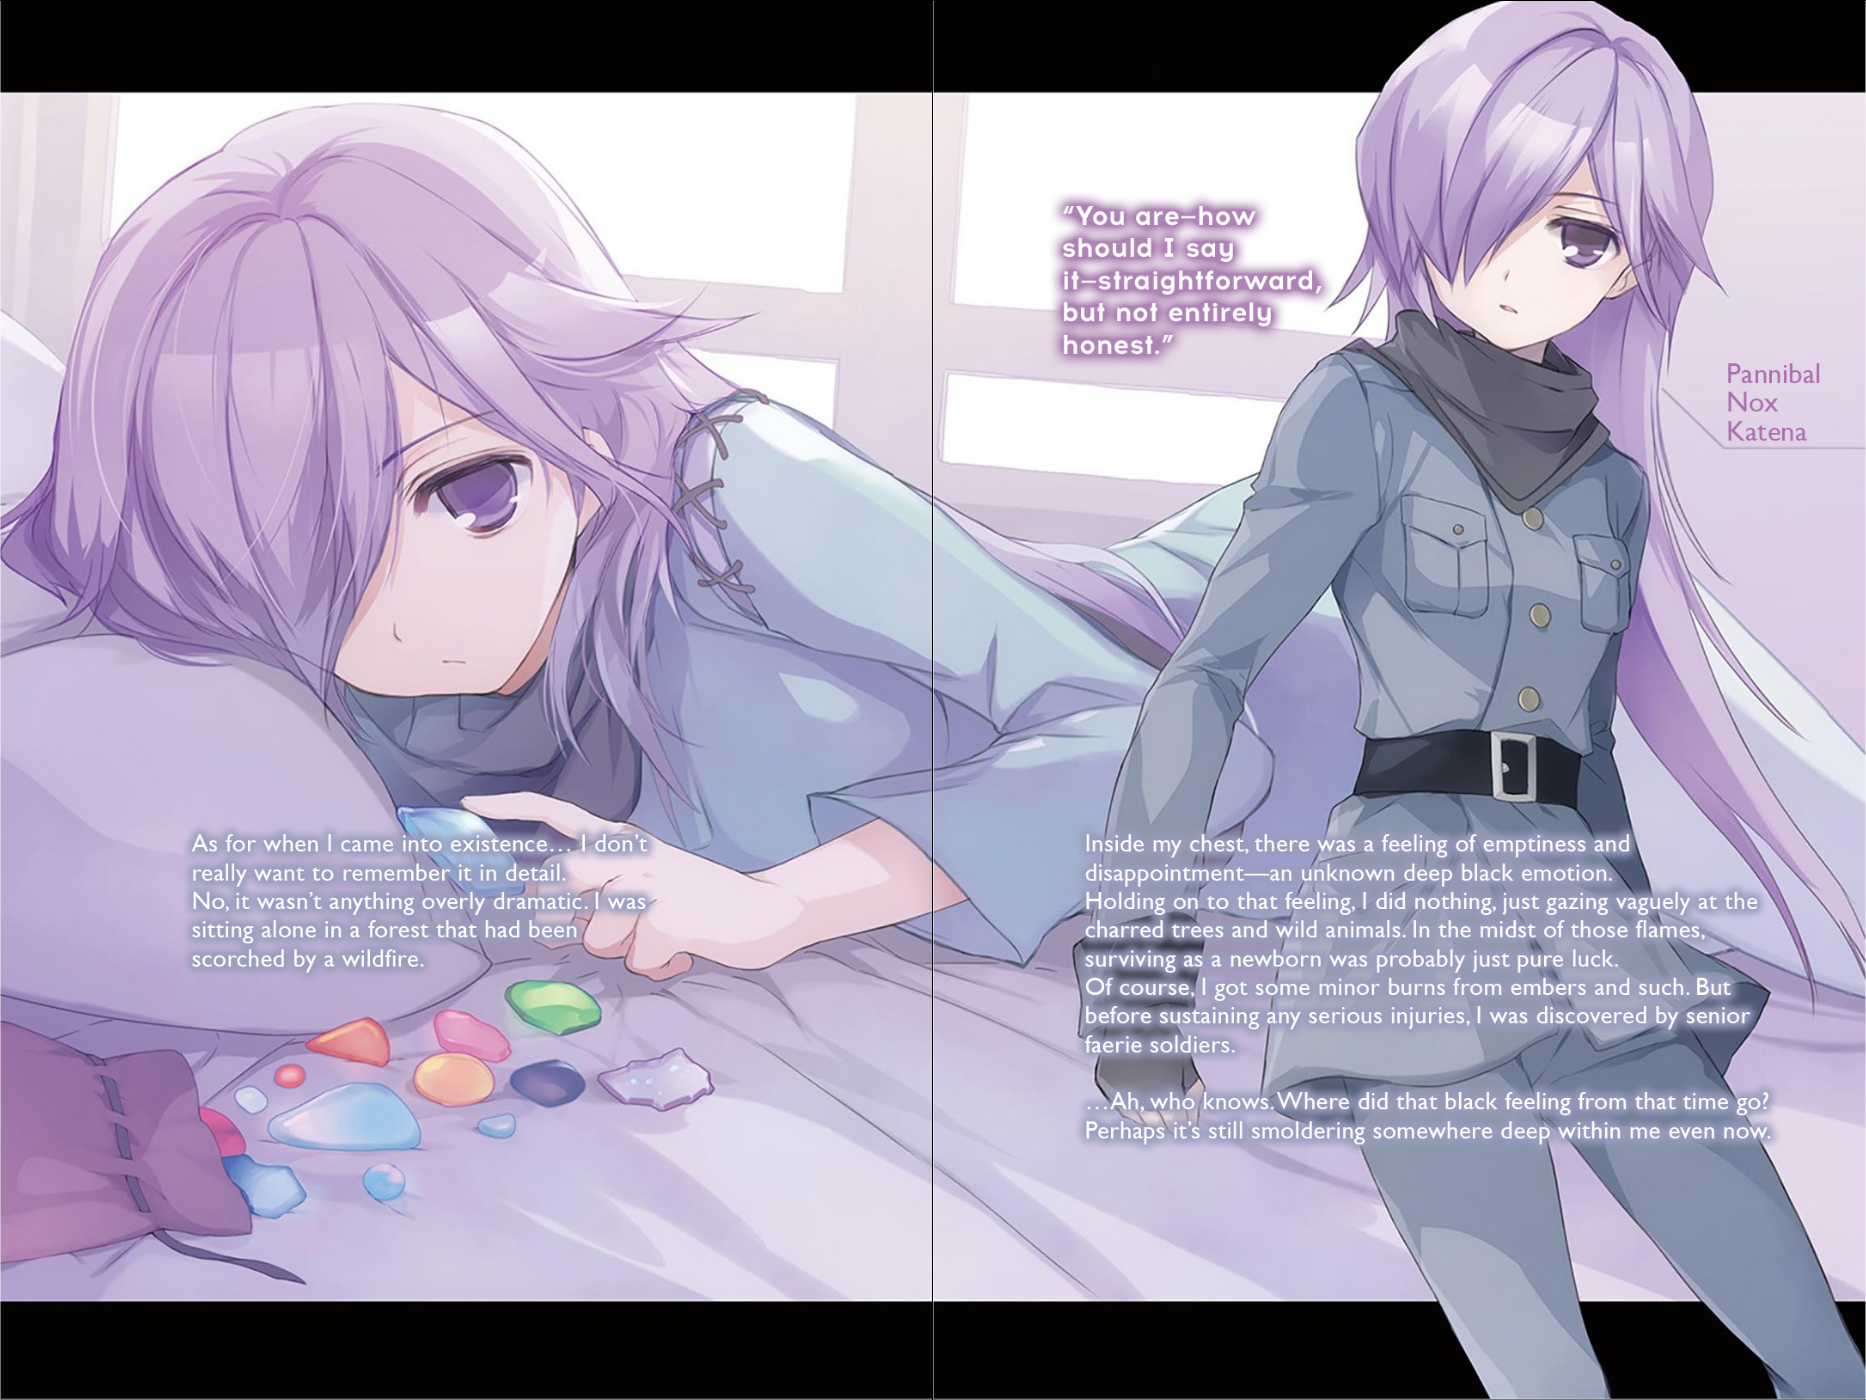 As for when I came into existence… I don’t
really want to remember it in detail.
No, it wasn’t anything overly dramatic. I was
sitting alone in a forest that had been
scorched by a wildfire.
“You are–how
should I say
it–straightforward,
but not entirely
honest.”
Pannibal
Nox
Katena
Inside my chest, there was a feeling of emptiness and
disappointment—an unknown deep black emotion.
Holding on to that feeling, I did nothing, just gazing vaguely at the
charred trees and wild animals. In the midst of those flames,
surviving as a newborn was probably just pure luck.
Of course, I got some minor burns from embers and such. But
before sustaining any serious injuries, I was discovered by senior
faerie soldiers.
…Ah, who knows. Where did that black feeling from that time go?
Perhaps it’s still smoldering somewhere deep within me even now.